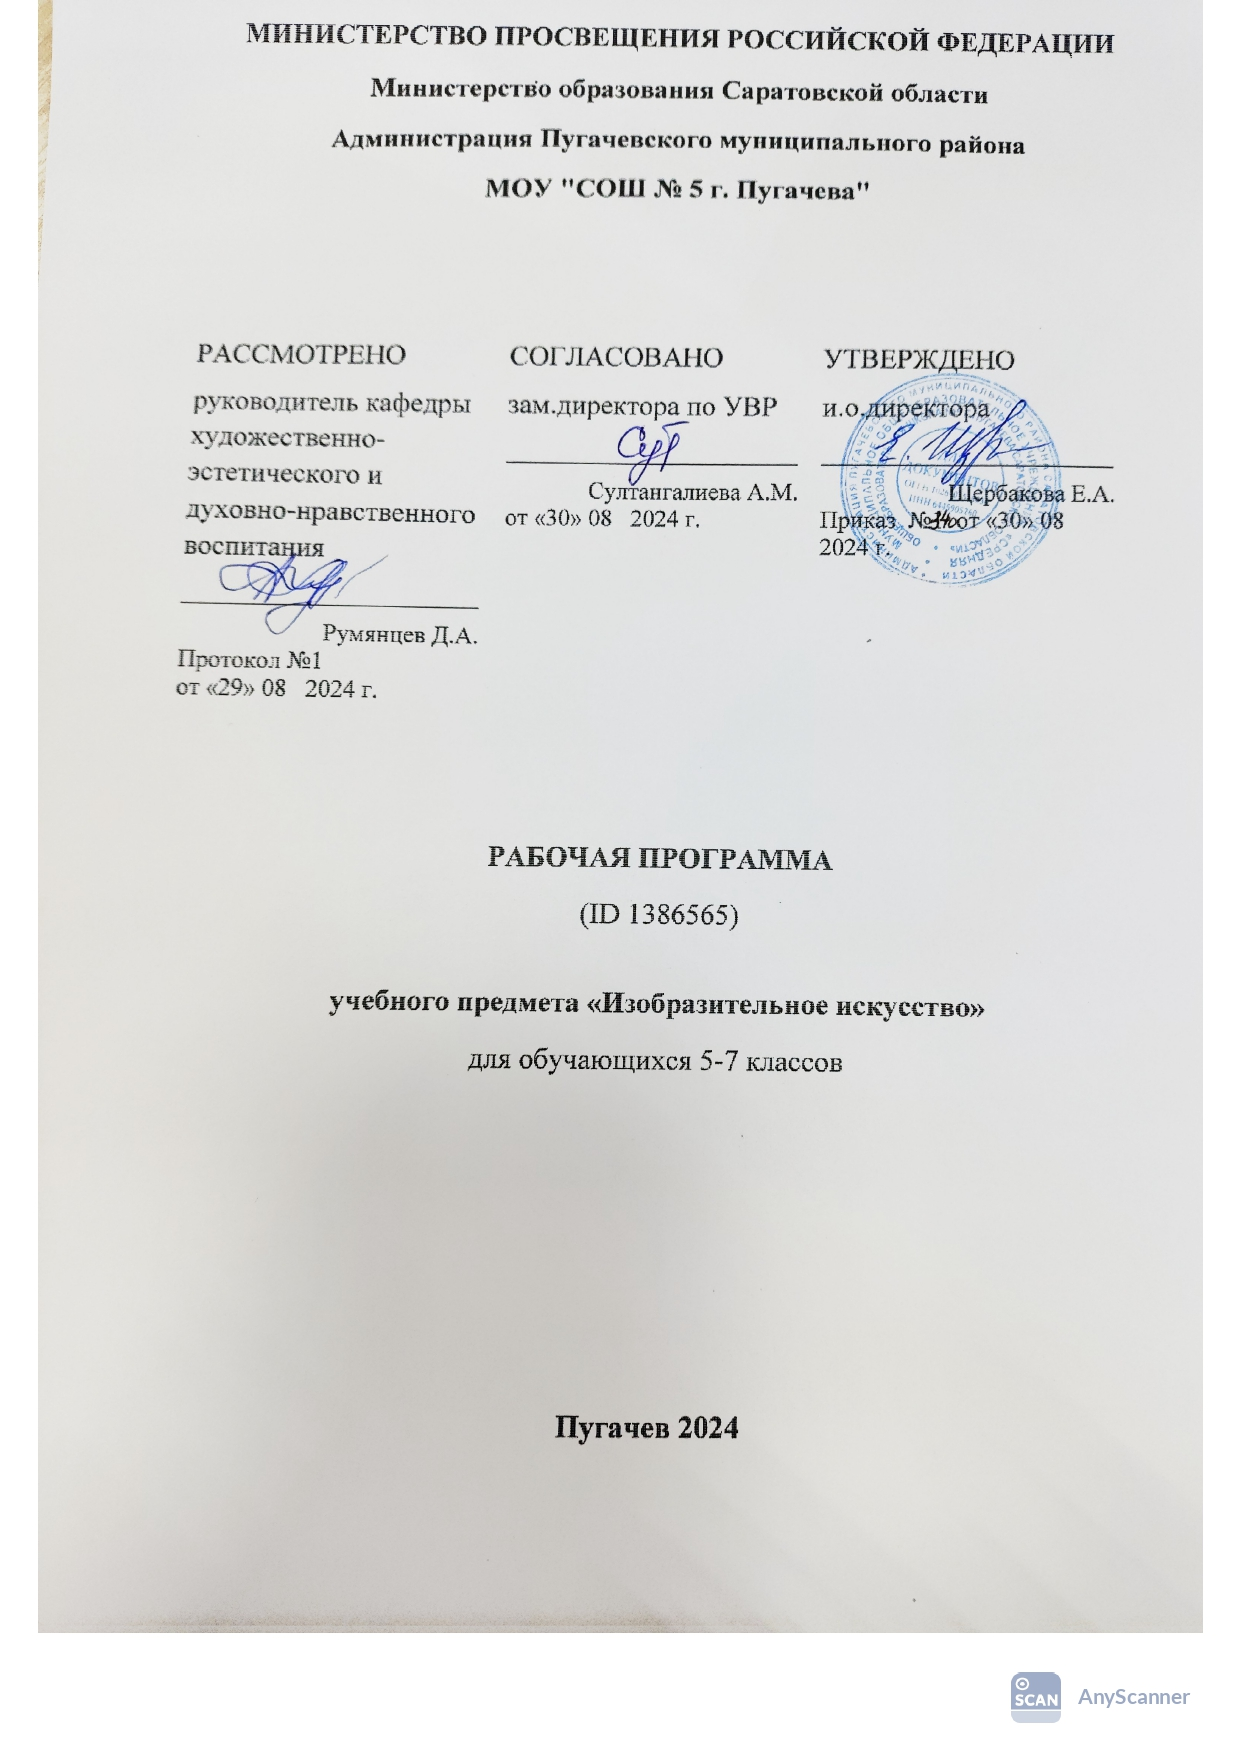 МИНИСТЕРСТВО ПРОСВЕЩЕНИЯ РОССИЙСКОЙ ФЕДЕРАЦИИ
Министерство образования Саратовской области
Администрация Пугачевского муниципального района
МОУ "СОШ № 5 г. Пугачева"
РАССМОТРЕНО
руководитель кафедры
художественно-
эстетического и
духовно-нравственного
воспитания
Румянцев Д.А.
Протокол №1
от «29» 08 2024 г.
СОГЛАСОВАНО
зам.директора по УВР
Султангалиева А.М.
от «30» 08 2024 г.
УТВЕРЖДЕНО
и.о.директора
Щербакова Е.А.
Приказ № от «30» 08
2024 г.
РАБОЧАЯ ПРОГРАММА
(ID 1386565)
учебного предмета «Изобразительное искусство»
для обучающихся 5-7 классов
Пугачев 2024
SCAN
AnyScanner